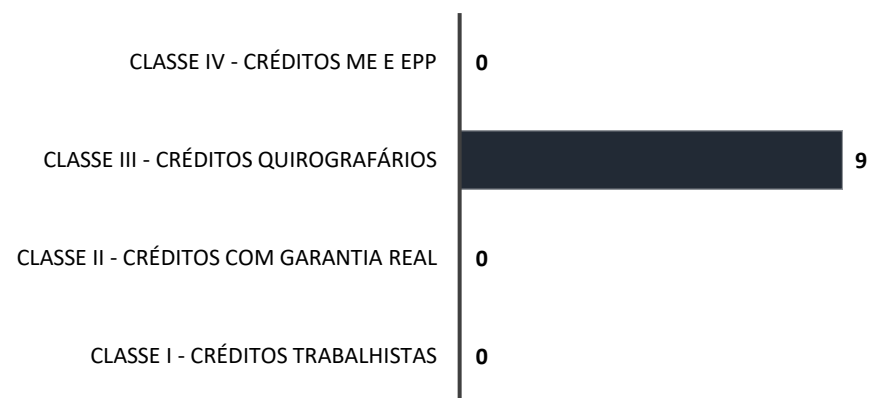 CLASSE IV - CRÉDITOS ME E EPP 0
CLASSE III - CRÉDITOS QUIROGRAFÁRIOS 9
CLASSE II - CRÉDITOS COM GARANTIA REAL 0
CLASSE I - CRÉDITOS TRABALHISTAS 0